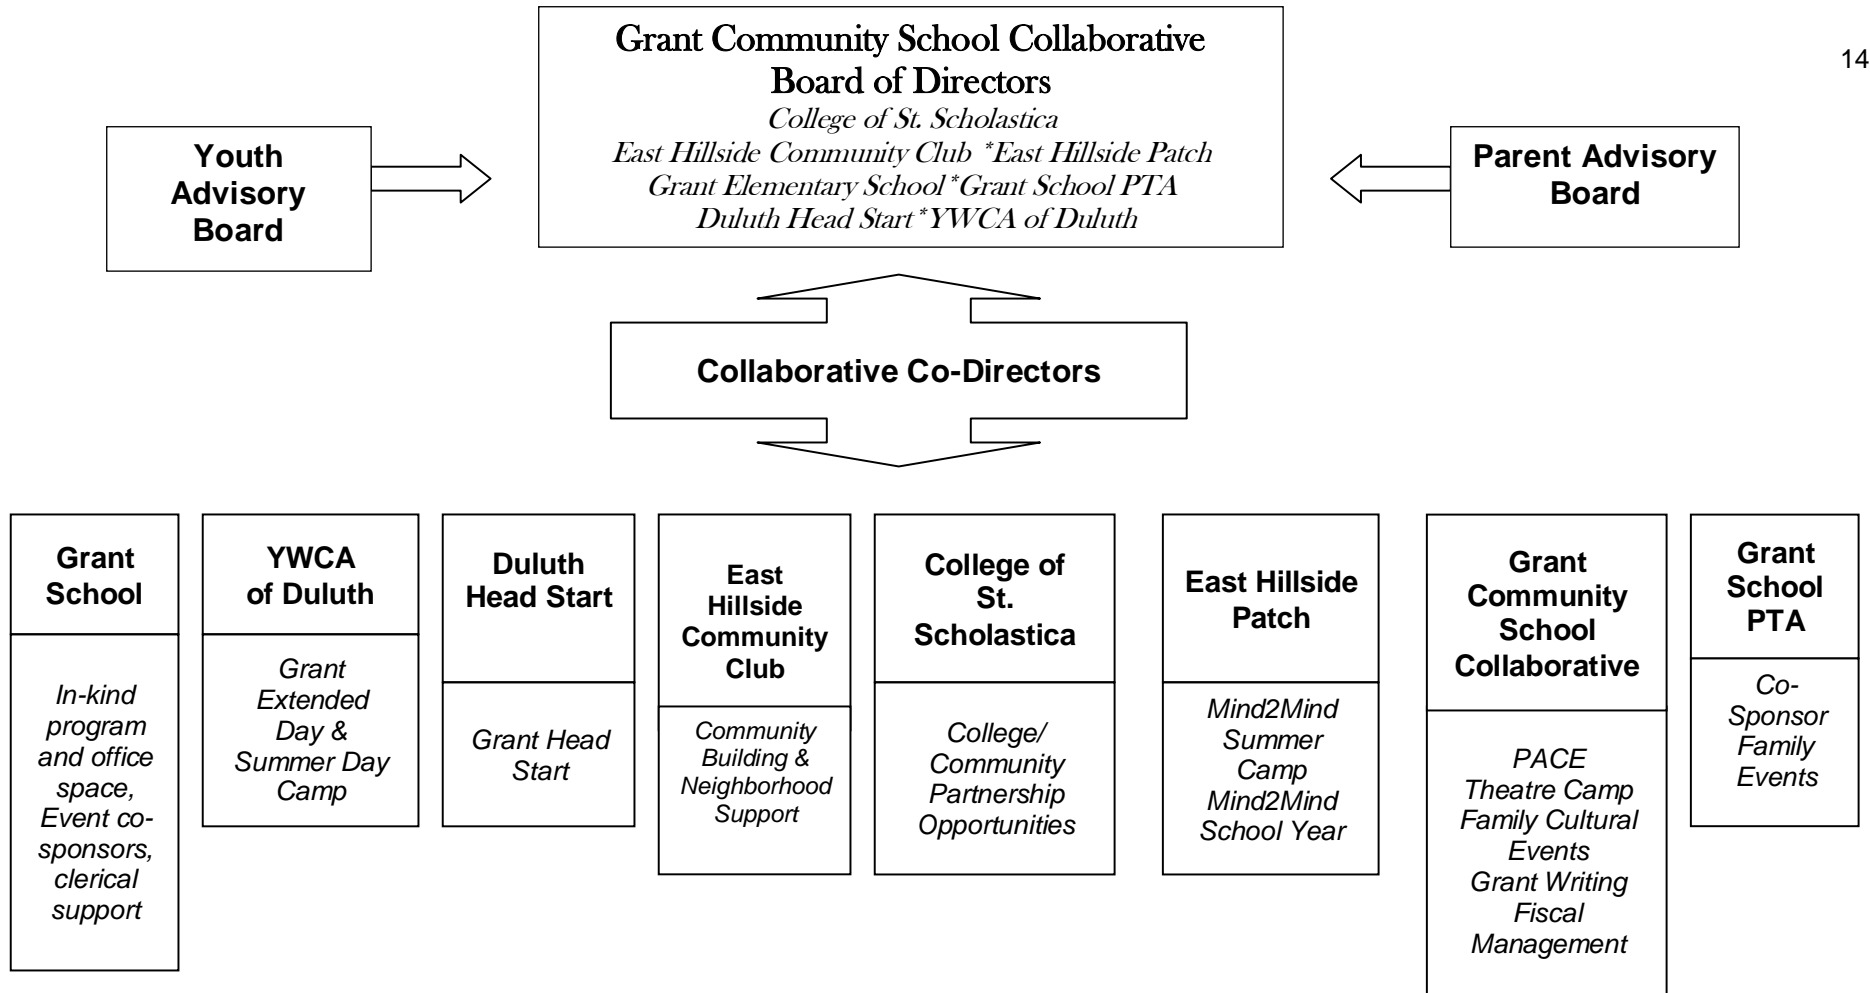 14
Grant Community School Collaborative
Board of Directors
College of St. Scholastica
East Hillside Community Club *East Hillside Patch
Grant Elementary School*Grant School PTA
Duluth Head Start*YWCA of Duluth
Youth
Advisory
Board
Parent Advisory
Board
Collaborative Co-Directors
Grant
School
In-kind
program
and office
space,
Event co-
sponsors,
clerical
support
YWCA
of Duluth
Grant
Extended
Day &
Summer Day
Camp
Duluth
Head Start
Grant Head
Start
East
Hillside
Community
Club
Community
Building &
Neighborhood
Support
College of
St.
Scholastica
College/
Community
Partnership
Opportunities
East Hillside
Patch
Mind2Mind
Summer
Camp
Mind2Mind
School Year
Grant
Community
School
Collaborative
PACE
Theatre Camp
Family Cultural
Events
Grant Writing
Fiscal
Management
Grant
School
PTA
Co-
Sponsor
Family
Events